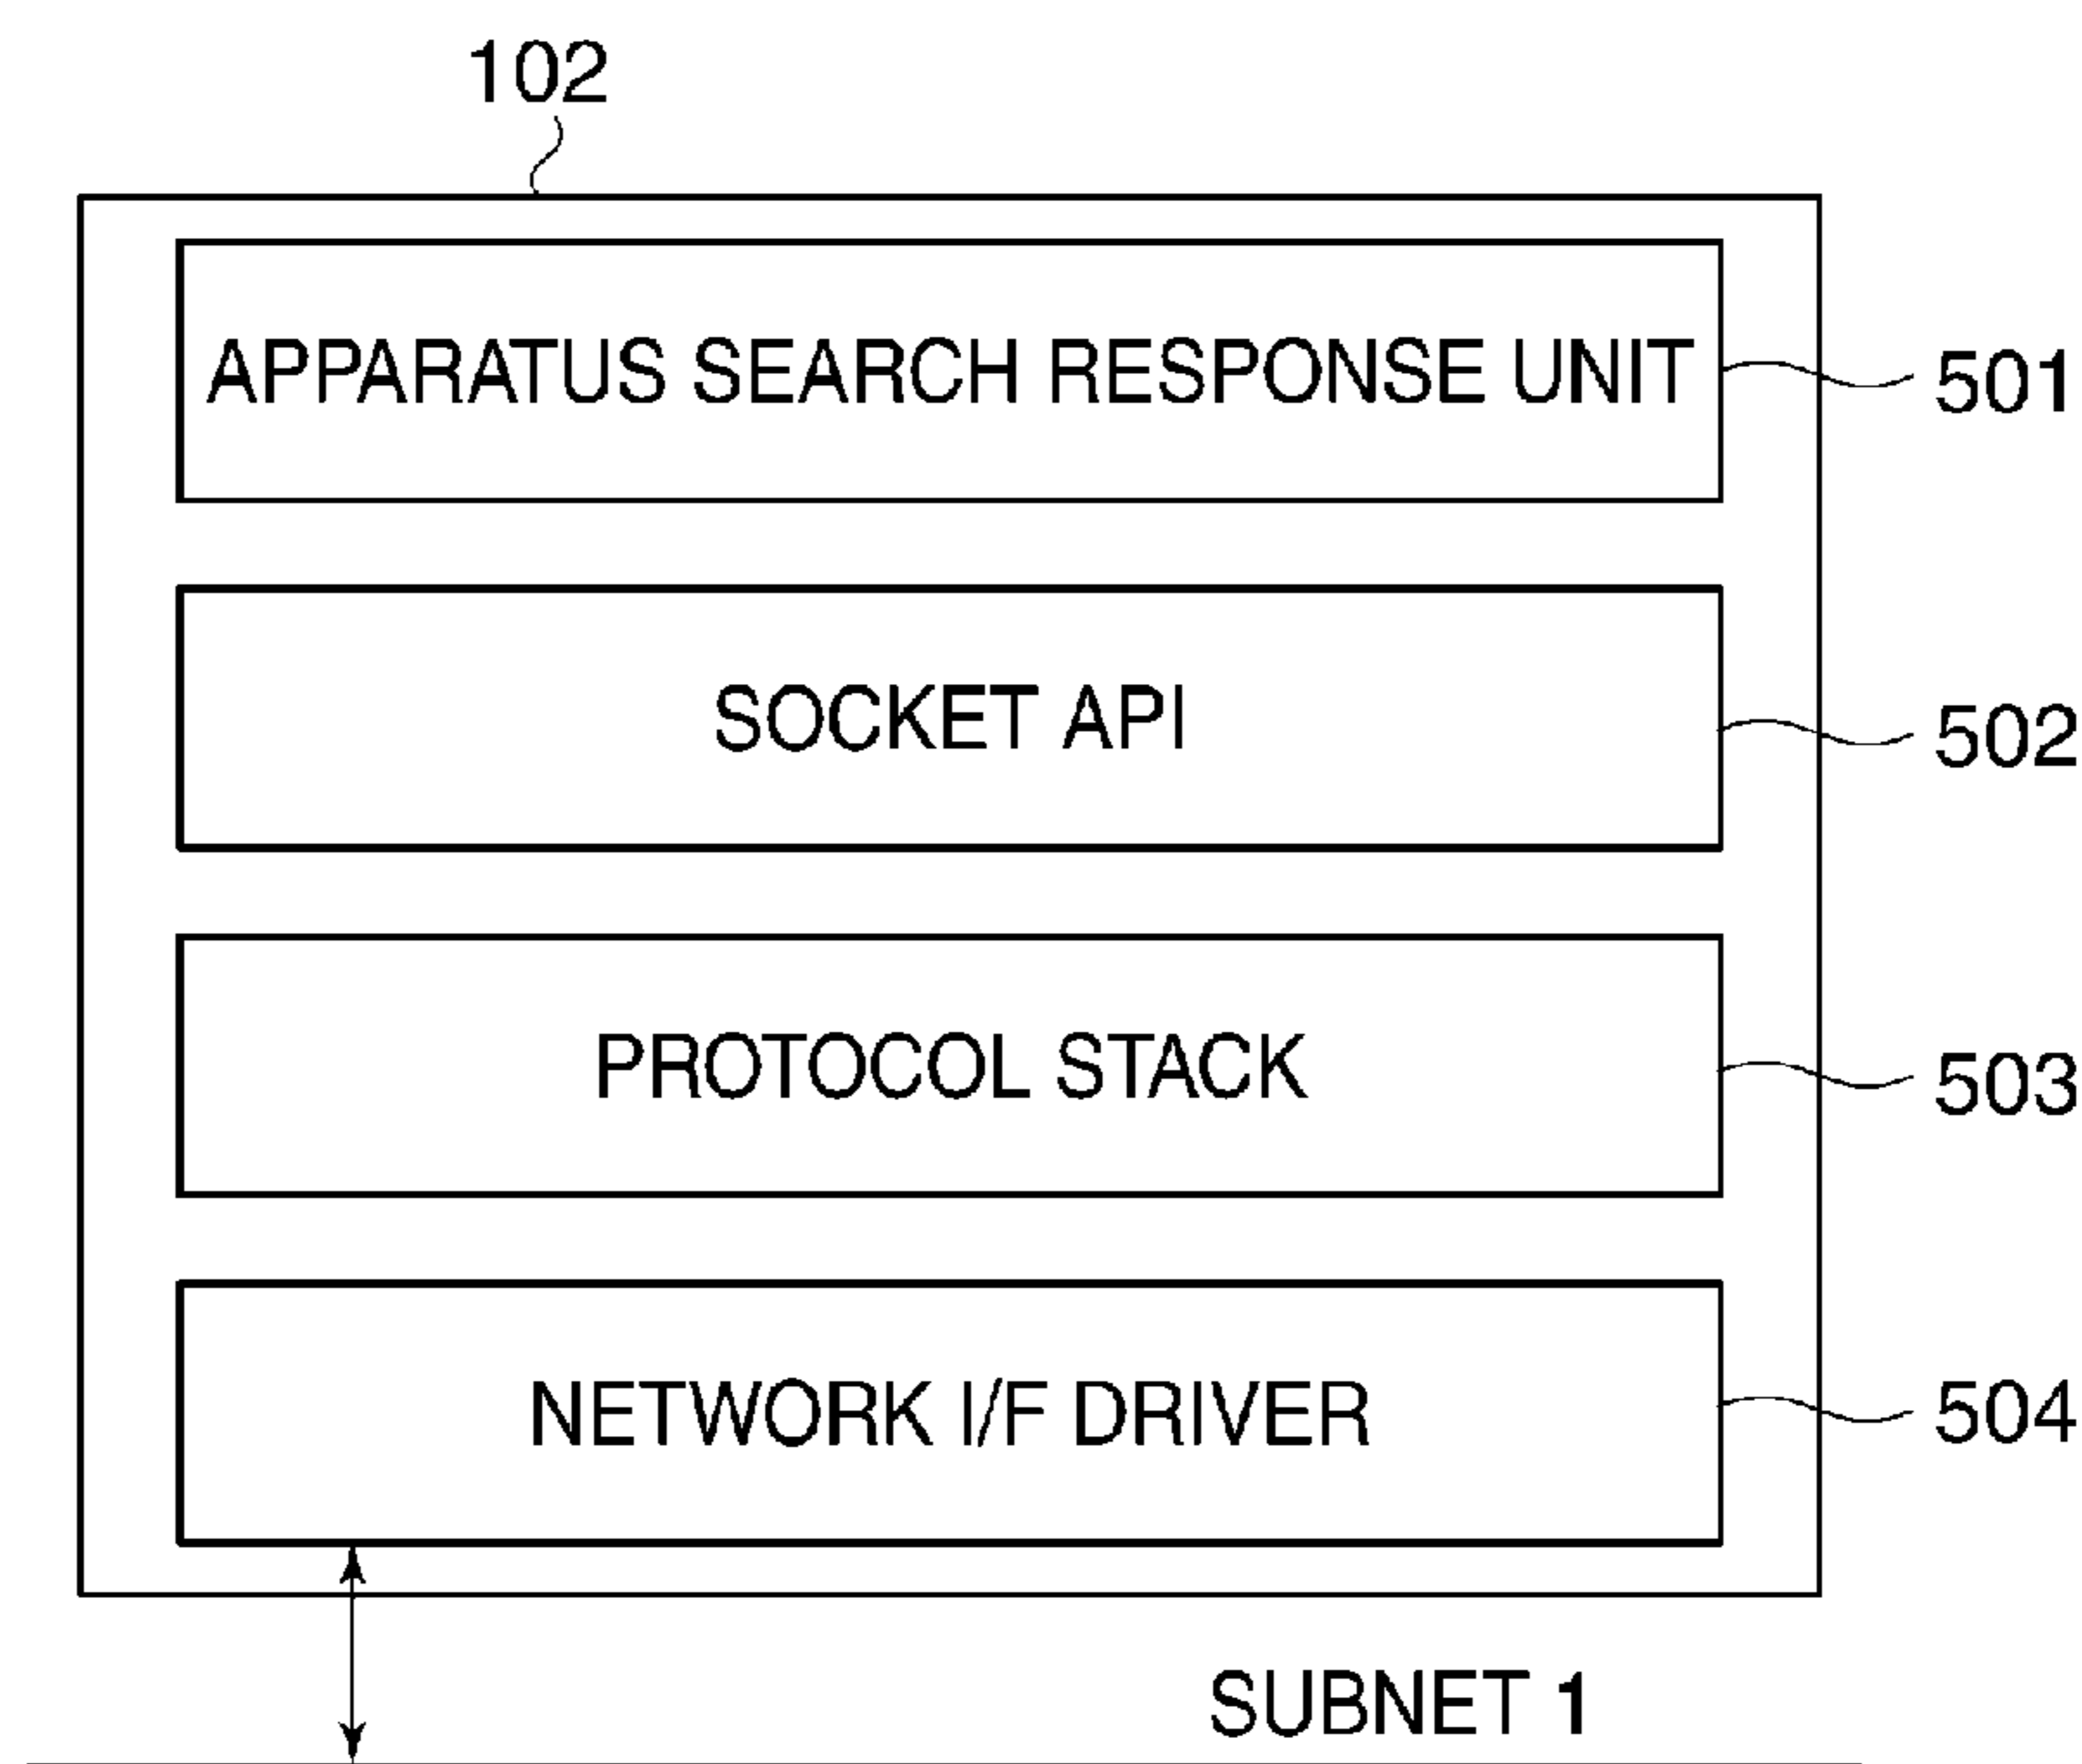 102
APPARATUS SEARCH RESPONSE UNIT
501
SOCKET API
502
PROTOCOL STACK
503
NETWORK I/F DRIVER
504
SUBNET 1